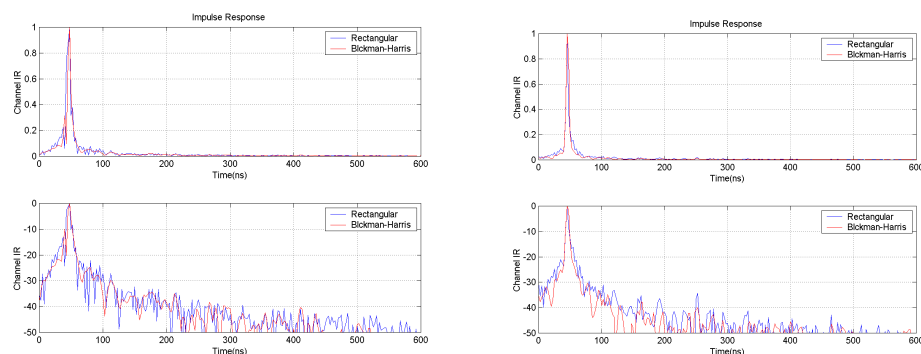 Impulse Response
Channel IR
1
0.8
0.6
0.4
0.2
0
Rectangular
Blckman-Harris
0 100 200 300 400 500 600
Time(ns)
Channel IR
0
-10
-20
-30
-40
-50
Rectangular
Blckman-Harris
0 100 200 300 400 500 600
Time(ns)
Impulse Response
Channel IR
1
0.8
0.6
0.4
0.2
0
Rectangular
Blckman-Harris
0 100 200 300 400 500 600
Time(ns)
Channel IR
0
-10
-20
-30
-40
-50
Rectangular
Blckman-Harris
0 100 200 300 400 500 600
Time(ns)